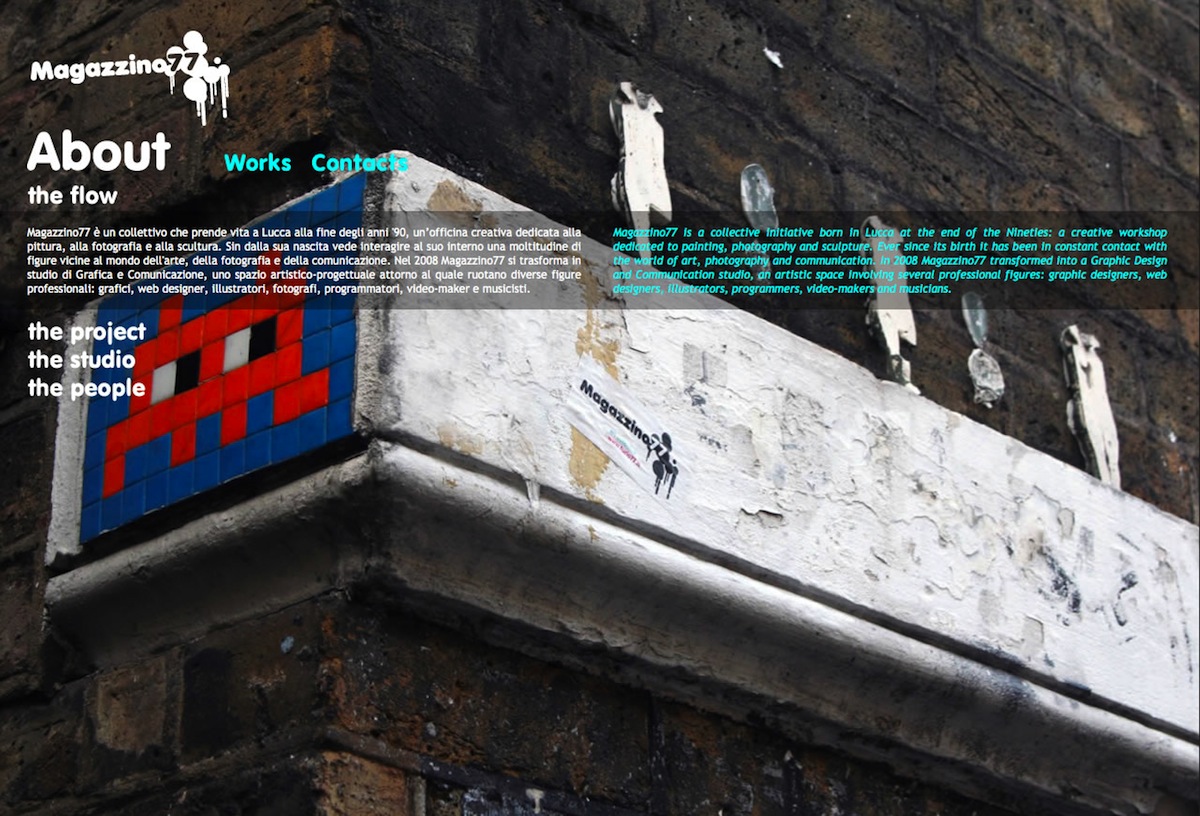 Magazzino77
About
Works Contacts
the flow
Magazzino77 è un collettivo che prende vita a Lucca alla fine degli anni '90, un'officina creativa dedicata alla
pittura, alla fotografia e alla scultura. Sin dalla sua nascita vede interagire al suo interno una moltitudine di
figure vicine al mondo dell'arte, della fotografia e della comunicazione. Nel 2008 Magazzino77 si trasforma in
studio di Grafica e Comunicazione, uno spazio artistico-progettuale attorno al quale ruotano diverse figure
professionali: grafici, web designer, illustratori, fotografi, programmatori, video-maker e musicisti.
Magazzino77 is a collective initiative born in Lucca at the end of the Nineties: a creative workshop
dedicated to painting, photography and sculpture. Ever since its birth it has been in constant contact with
the world of art, photography and communication. In 2008 Magazzino77 transformed into a Graphic Design
and Communication studio, an artistic space involving several professional figures: graphic designers, web
designers, illustrators, programmers, video-makers and musicians.
the project
the studio
the people
Magazzino77